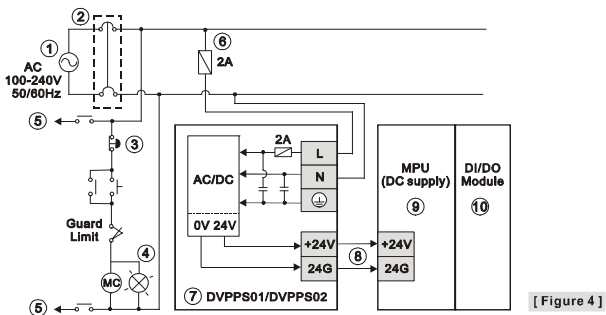 ②
① ⑥
2A
AC
100-240V
50/60Hz
⑤
③
2A
L
N
AC/DC
0V 24V
+24V
24G
MPU
(DC supply)
⑨
DI/DO
Module
⑩
Guard
Limit
④
MC
⑧
+24V
24G
⑤
⑦ DVPPS01/DVPPS02
[ Figure 4 ]